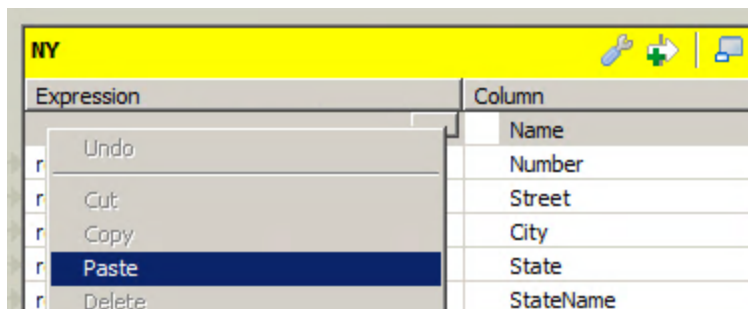 NY
Expression Column
Name
Undo
r Number
r Street
Cut
r City
Copy
r State
Paste
r StateName
Delete